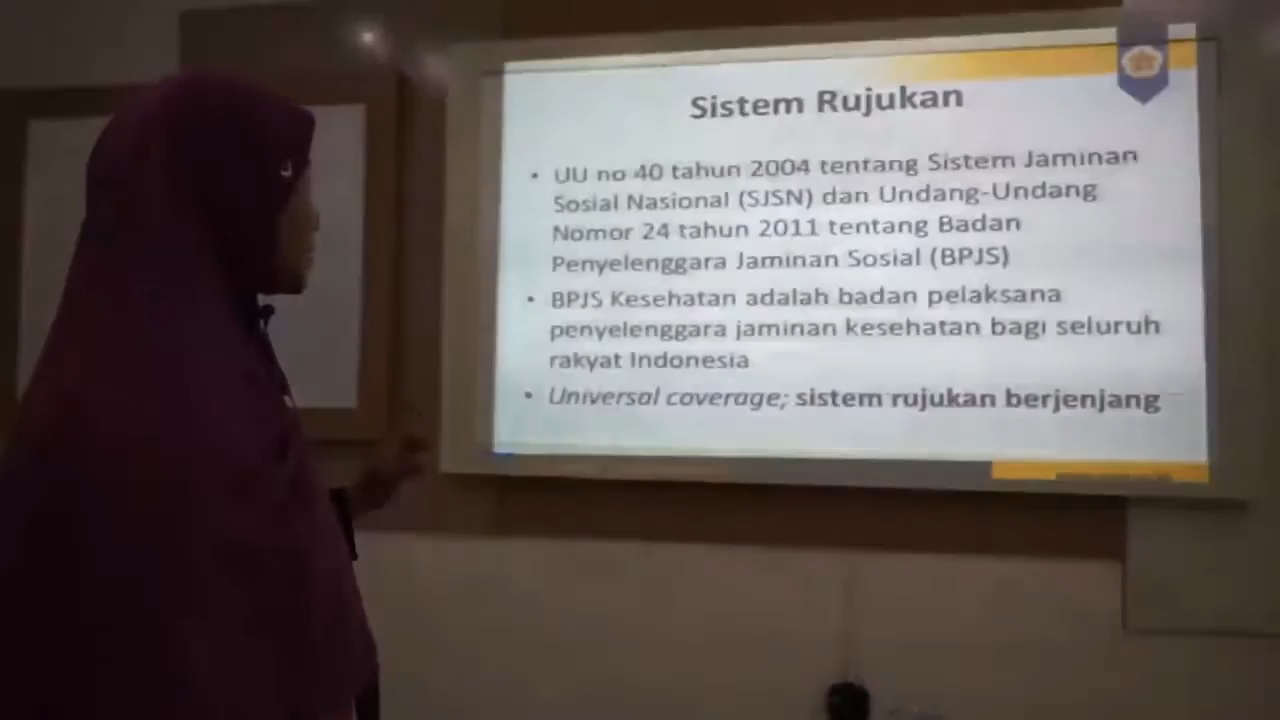 Sistem Rujukan
• UU no 40 tahun 2004 tentang Sistem Jaminan
Sosial Nasional (SJSN) dan Undang-Undang
Nomor 24 tahun 2011 tentang Badan
Penyelenggara Jaminan Sosial (BPJS)
• BPJS Kesehatan adalah badan pelaksana
penyelenggara jaminan kesehatan bagi seluruh
rakyat Indonesia
• Universal coverage; sistem rujukan berjenjang